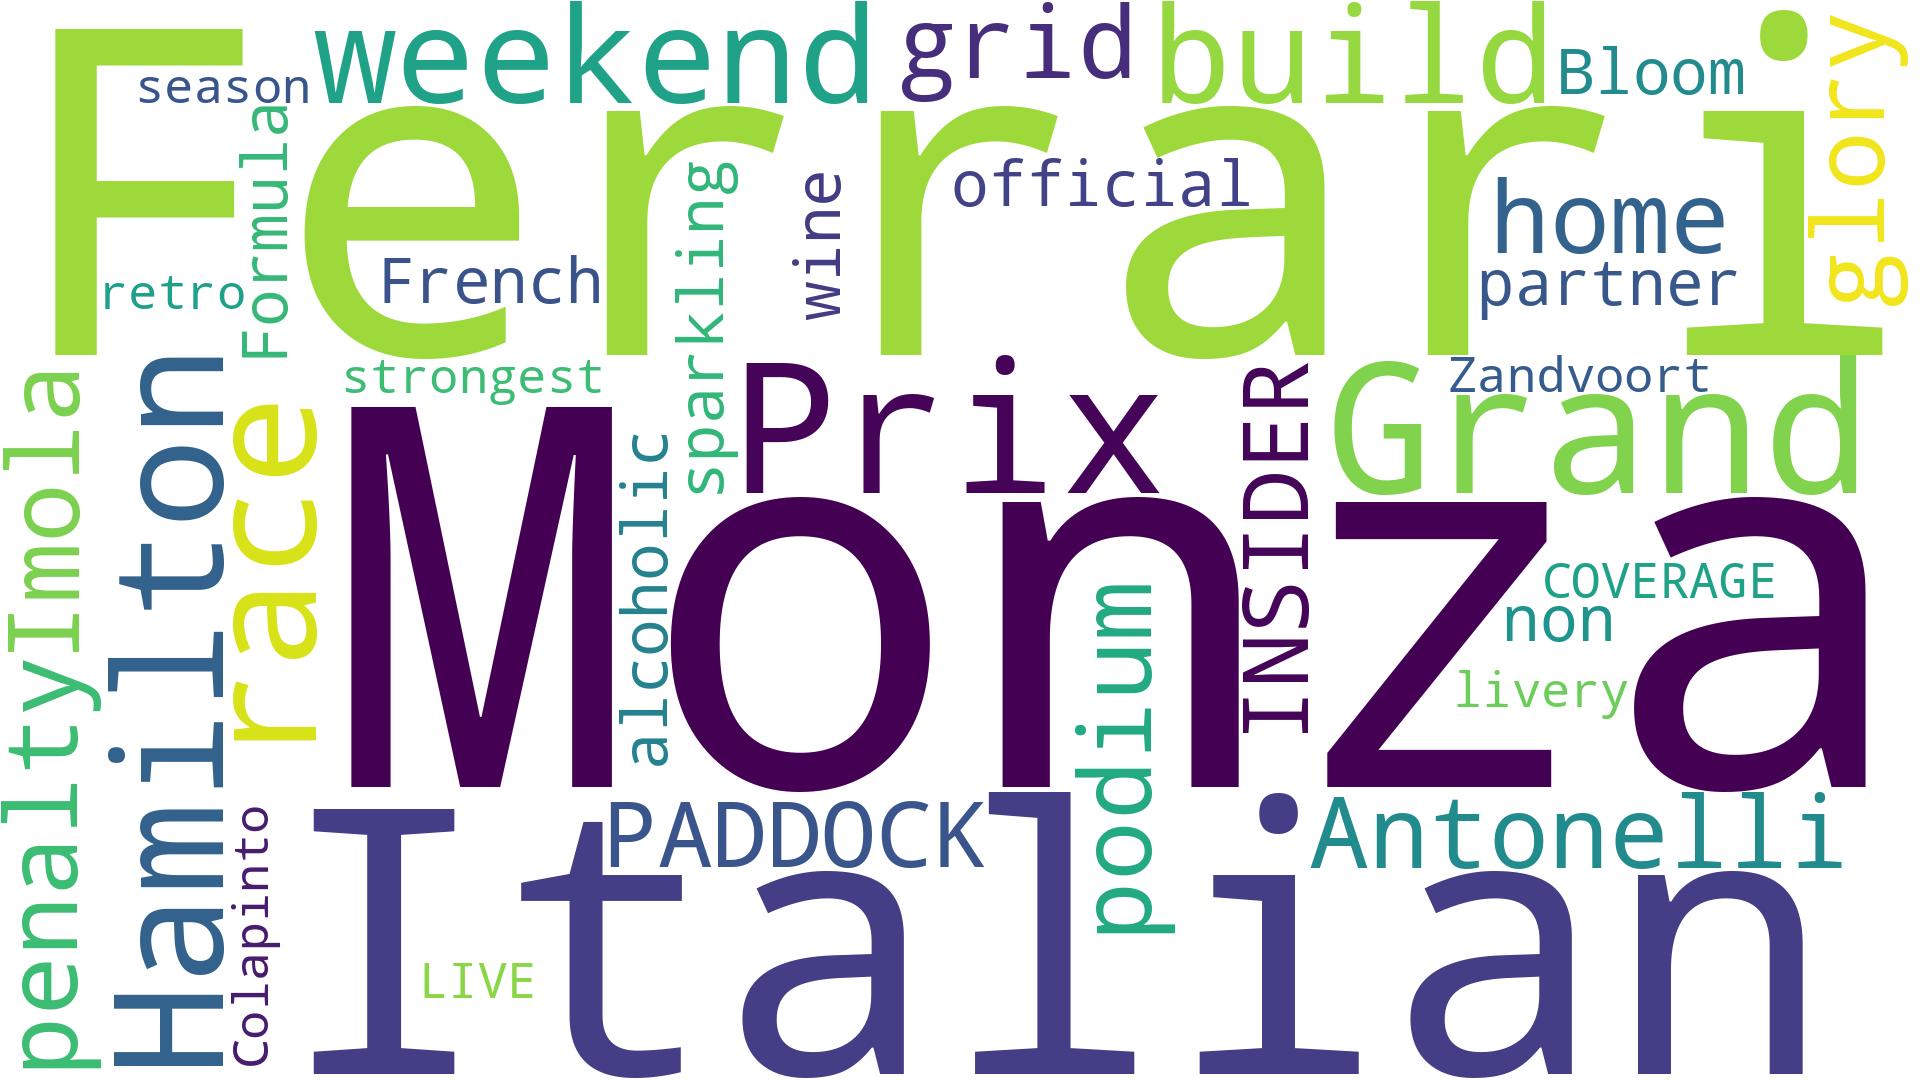 weekend
grid
build
Bloom
glory
season
Ferrari
Formula
official
home
sparkling
wine
French
partner
retro
strongest
Prix
Grand
Zandvoort
Imola
Hamilton
race
Monza
alcoholic
INSIDER
COVERAGE
non
livery
podium
penalty
PADDOCK
Antonelli
Colapinto
Italian
LIVE